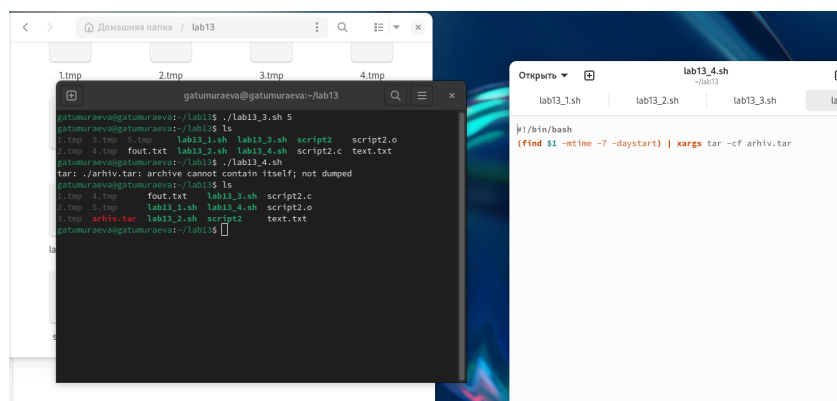 Домашняя папка / lab13
1.tmp 2.tmp 3.tmp 4.tmp
gatumuraeva@gatumuraeva:~/lab13
gatumuraeva@gatumuraeva:~/lab13$ ./lab13_3.sh 5
gatumuraeva@gatumuraeva:~/lab13$ ls
1.tmp 3.tmp 5.tmp lab13_1.sh lab13_3.sh script2 script2.o
2.tmp 4.tmp fout.txt lab13_2.sh lab13_4.sh script2.c text.txt
gatumuraeva@gatumuraeva:~/lab13$ ./lab13_4.sh
tar: ./arhiv.tar: archive cannot contain itself; not dumped
gatumuraeva@gatumuraeva:~/lab13$ ls
1.tmp 4.tmp fout.txt lab13_3.sh script2.c
2.tmp 5.tmp lab13_1.sh lab13_4.sh script2.o
3.tmp arhiv.tar lab13_2.sh script2 text.txt
gatumuraeva@gatumuraeva:~/lab13$
la
s
Открыть
lab13_4.sh
~/lab13
lab13_1.sh lab13_2.sh lab13_3.sh la
#!/bin/bash
(find $1 -mtime -7 -daystart) | xargs tar -cf arhiv.tar